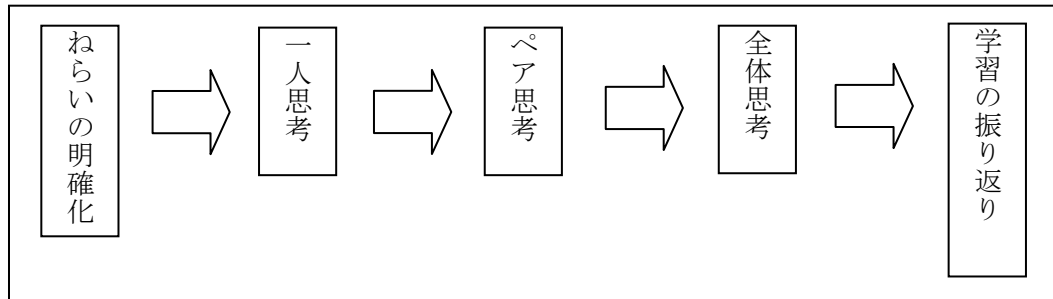 ねらいの明確化
一人思考
ペア思考
全体思考
学習の振り返り